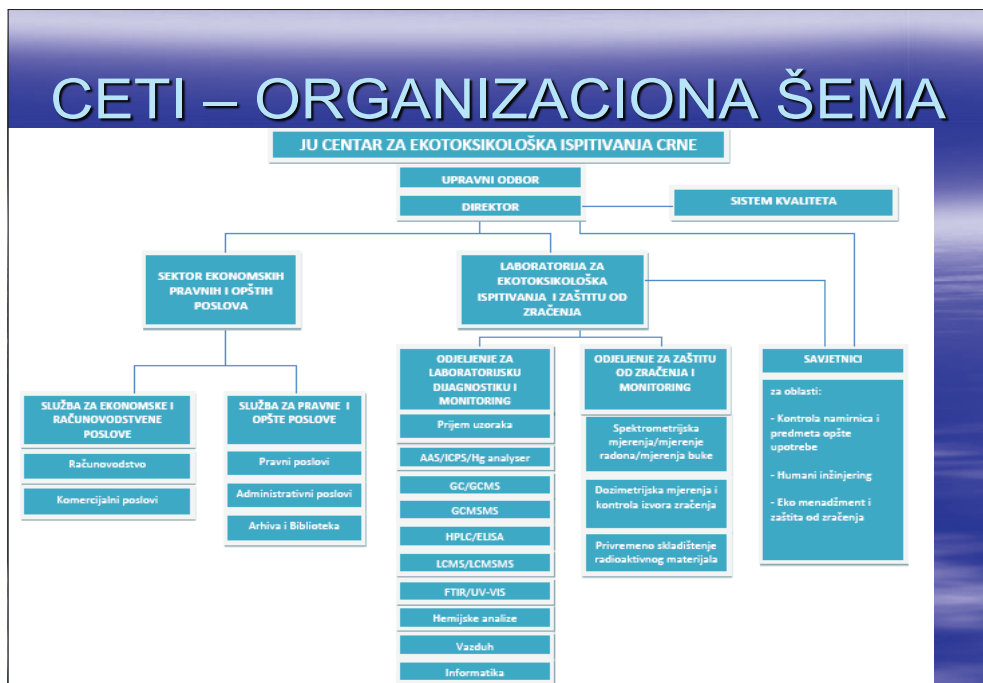 CETI – ORGANIZACIONA ŠEMA
JU CENTAR ZA EKOTOKSIKOLOŠKA ISPITIVANJA CRNE
UPRAVNI ODBOR
DIREKTOR
SISTEM KVALITETA
SEKTOR EKONOMSKIH
PRAVNIH I OPŠTIH
POSLOVA
LABORATORIJA ZA
EKOTOKSIKOLOŠKA
ISPITIVANJA I ZAŠTITU OD
ZRAČENJA
SLUŽBA ZA EKONOMSKE I
RAČUNOVODSTVENE
POSLOVE
Računovodstvo
Komercijalni poslovi
SLUŽBA ZA PRAVNE I
OPŠTE POSLOVE
Pravni poslovi
Administrativni poslovi
Arhiva i Biblioteka
ODJELJENJE ZA
LABORATORIJSKU
DIJAGNOSTIKU I
MONITORING
Prijem uzoraka
AAS/ICPS/Hg analyser
GC/GCMS
GCMSMS
HPLC/ELISA
LCMS/LCMSMS
FTIR/UV-VIS
Hemijske analize
Vazduh
Informatika
ODJELJENJE ZA ZAŠTITU
OD ZRAČENJA I
MONITORING
Spektrometrijska
mjerenja/mjerenje
radona/mjerenja buke
Dozimetrijska mjerenja i
kontrola izvora zračenja
Privremeno skladištenje
radioaktivnog materijala
SAVJETNICI
za oblasti:
- Kontrola namirnica i
predmeta opšte
upotrebe
- Humani inžinjering
- Eko menadžment i
zaštita od zračenja